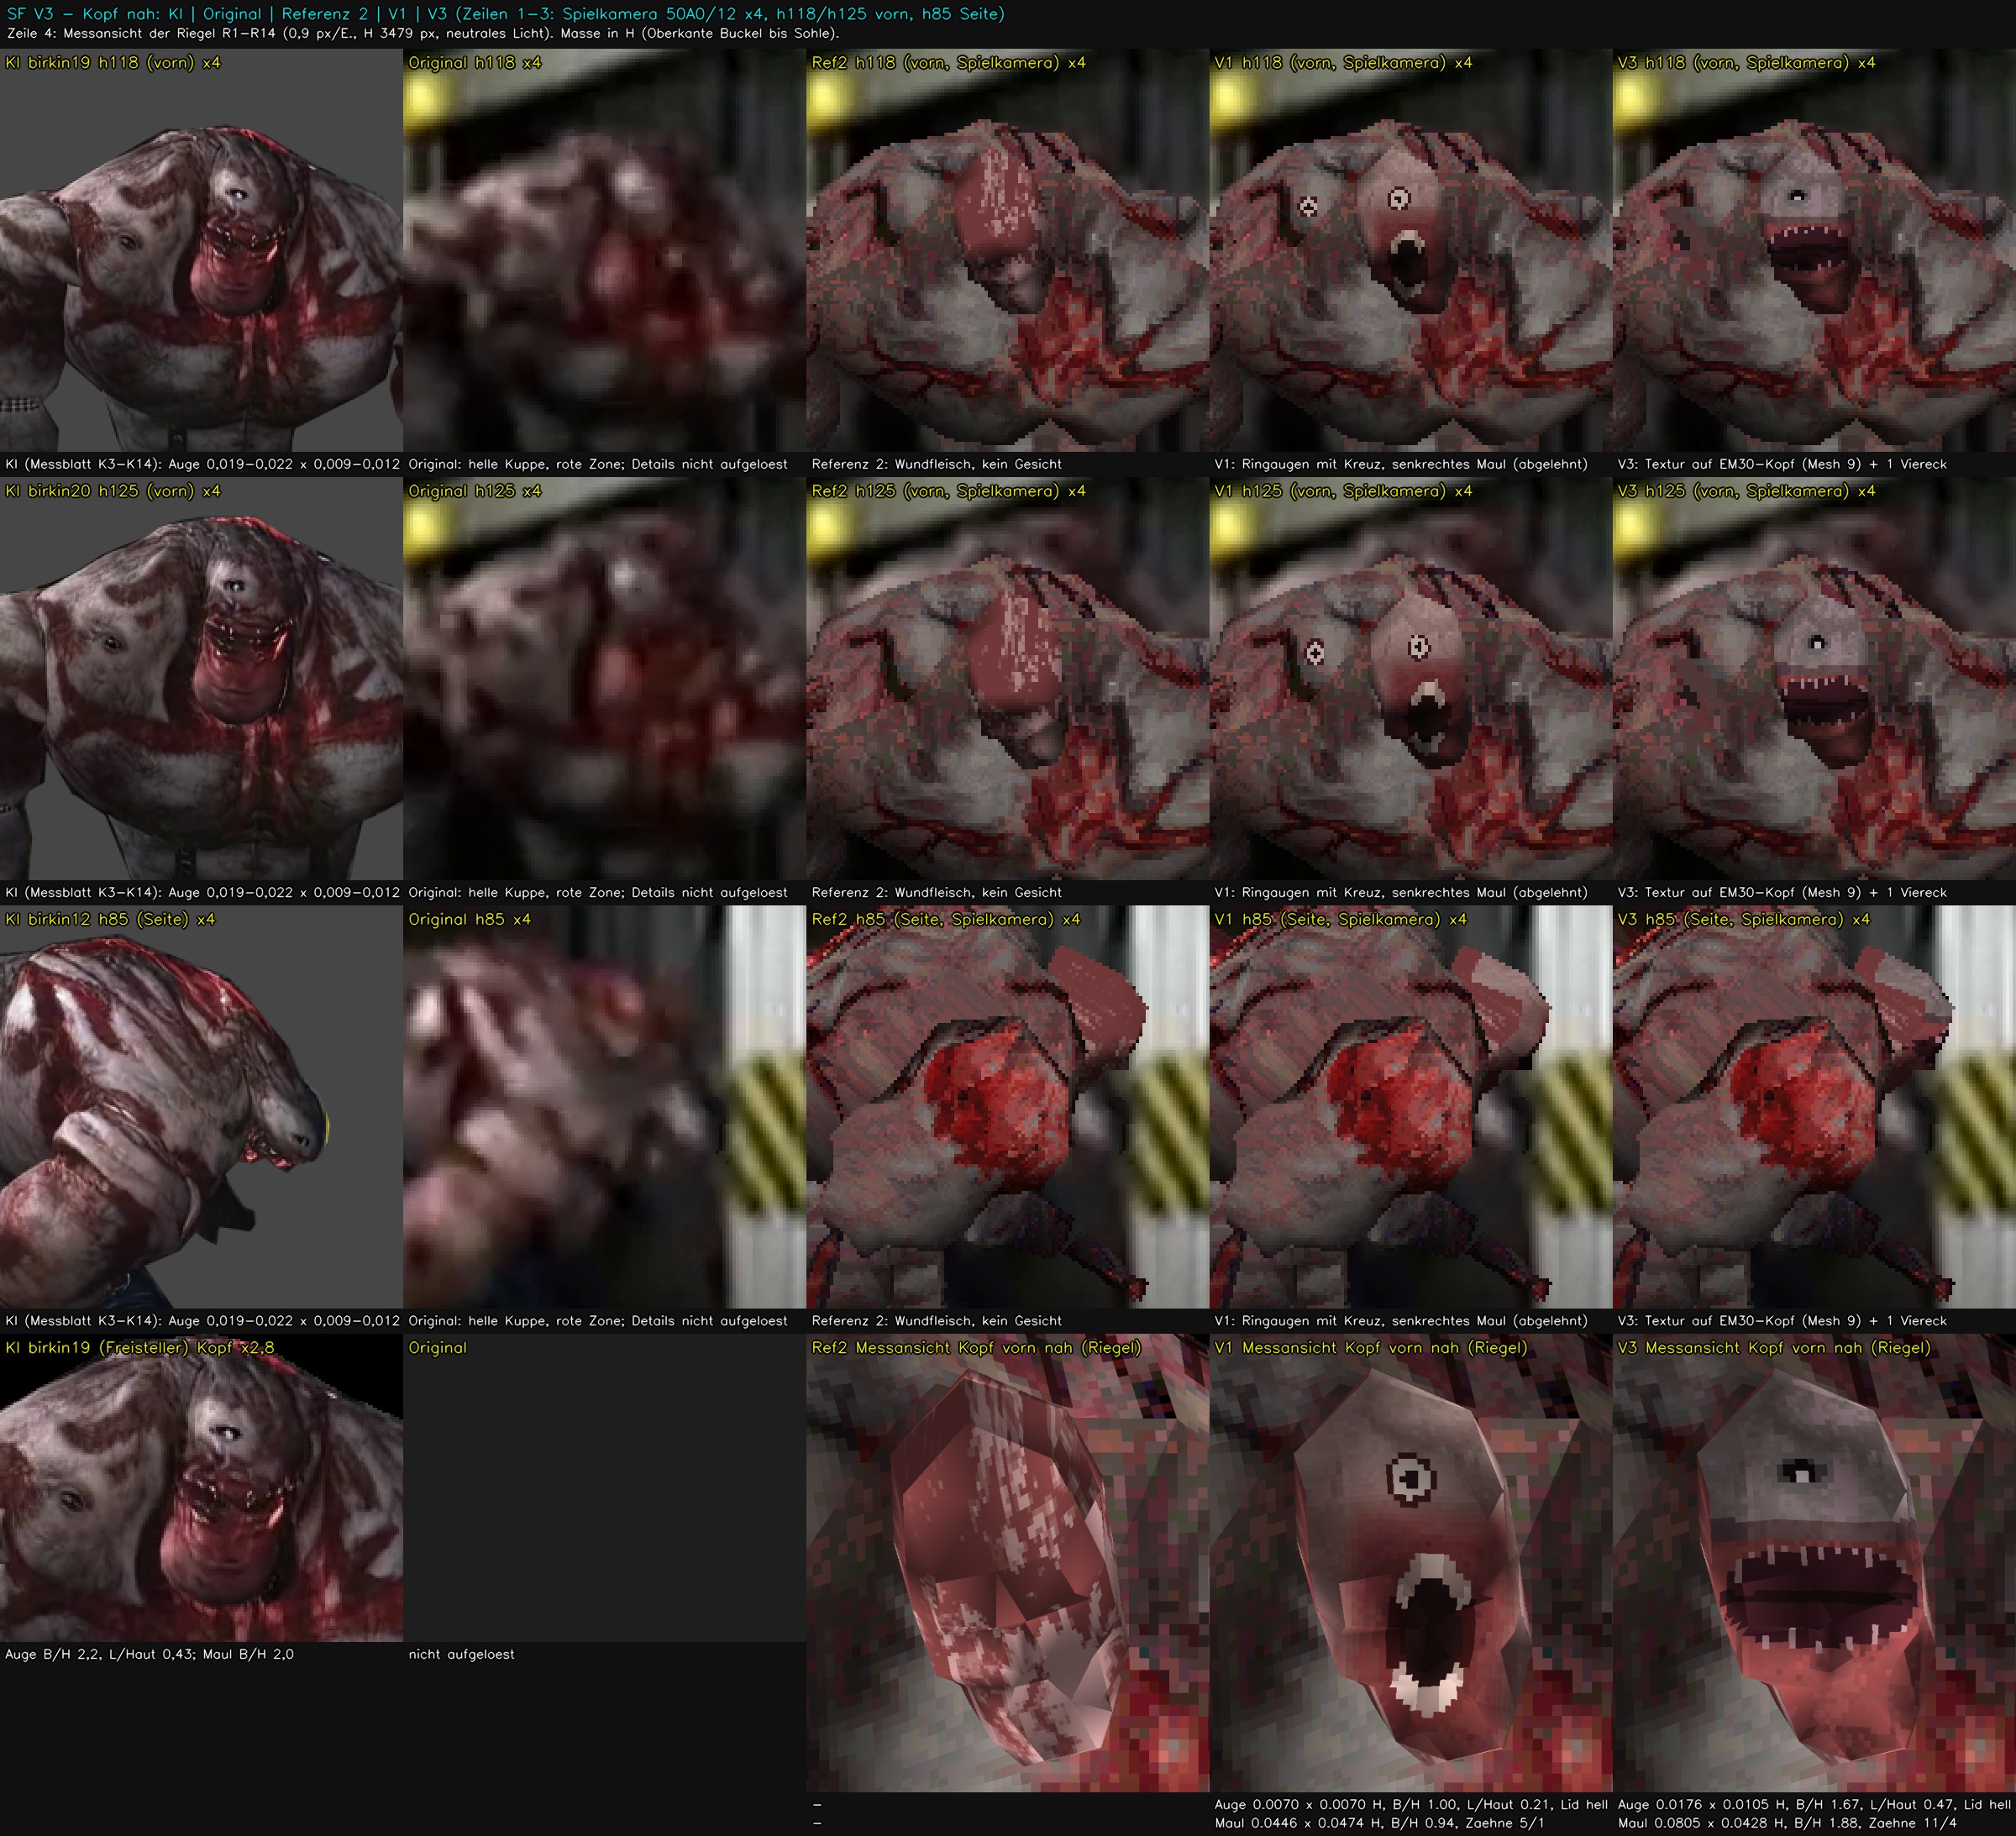 SF V3 – Kopf nah: KI | Original | Referenz 2 | V1 | V3 (Zeilen 1–3: Spielkamera 50A0/12 x4, h118/h125 vorn, h85 Seite)
Zeile 4: Messansicht der Riegel R1–R14 (0,9 px/E., H 3479 px, neutrales Licht). Masse in H (Oberkante Buckel bis Sohle).
KI birkin19 h118 (vorn) x4
Original h118 x4
Ref2 h118 (vorn, Spielkamera) x4
V1 h118 (vorn, Spielkamera) x4
V3 h118 (vorn, Spielkamera) x4
KI (Messblatt K3–K14): Auge 0,019–0,022 x 0,009–0,012
Original: helle Kuppe, rote Zone; Details nicht aufgeloest
Referenz 2: Wundfleisch, kein Gesicht
V1: Ringaugen mit Kreuz, senkrechtes Maul (abgelehnt)
V3: Textur auf EM30–Kopf (Mesh 9) + 1 Viereck
KI birkin20 h125 (vorn) x4
Original h125 x4
Ref2 h125 (vorn, Spielkamera) x4
V1 h125 (vorn, Spielkamera) x4
V3 h125 (vorn, Spielkamera) x4
KI (Messblatt K3–K14): Auge 0,019–0,022 x 0,009–0,012
Original: helle Kuppe, rote Zone; Details nicht aufgeloest
Referenz 2: Wundfleisch, kein Gesicht
V1: Ringaugen mit Kreuz, senkrechtes Maul (abgelehnt)
V3: Textur auf EM30–Kopf (Mesh 9) + 1 Viereck
KI birkin12 h85 (Seite) x4
Original h85 x4
Ref2 h85 (Seite, Spielkamera) x4
V1 h85 (Seite, Spielkamera) x4
V3 h85 (Seite, Spielkamera) x4
KI (Messblatt K3–K14): Auge 0,019–0,022 x 0,009–0,012
Original: helle Kuppe, rote Zone; Details nicht aufgeloest
Referenz 2: Wundfleisch, kein Gesicht
V1: Ringaugen mit Kreuz, senkrechtes Maul (abgelehnt)
V3: Textur auf EM30–Kopf (Mesh 9) + 1 Viereck
KI birkin19 (Freisteller) Kopf x2,8
Original
Ref2 Messansicht Kopf vorn nah (Riegel)
V1 Messansicht Kopf vorn nah (Riegel)
V3 Messansicht Kopf vorn nah (Riegel)
Auge B/H 2,2, L/Haut 0,43; Maul B/H 2,0
nicht aufgeloest
–
–
Auge 0.0070 x 0.0070 H, B/H 1.00, L/Haut 0.21, Lid hell
Maul 0.0446 x 0.0474 H, B/H 0.94, Zaehne 5/1
Auge 0.0176 x 0.0105 H, B/H 1.67, L/Haut 0.47, Lid hell
Maul 0.0805 x 0.0428 H, B/H 1.88, Zaehne 11/4